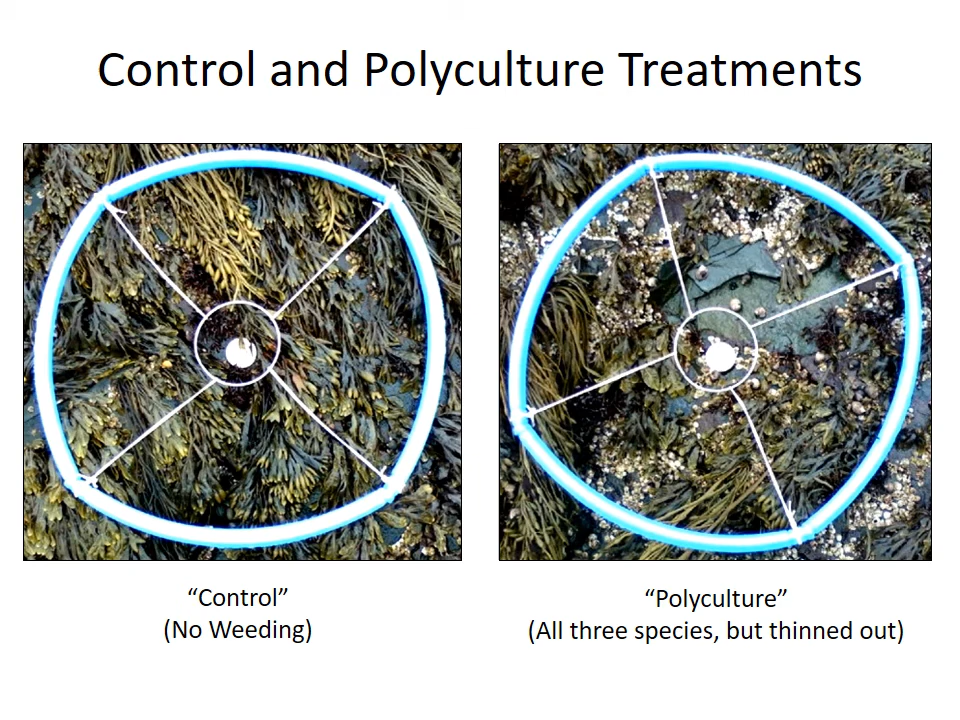 Control and Polyculture Treatments
“Control”
(No Weeding)
“Polyculture”
(All three species, but thinned out)